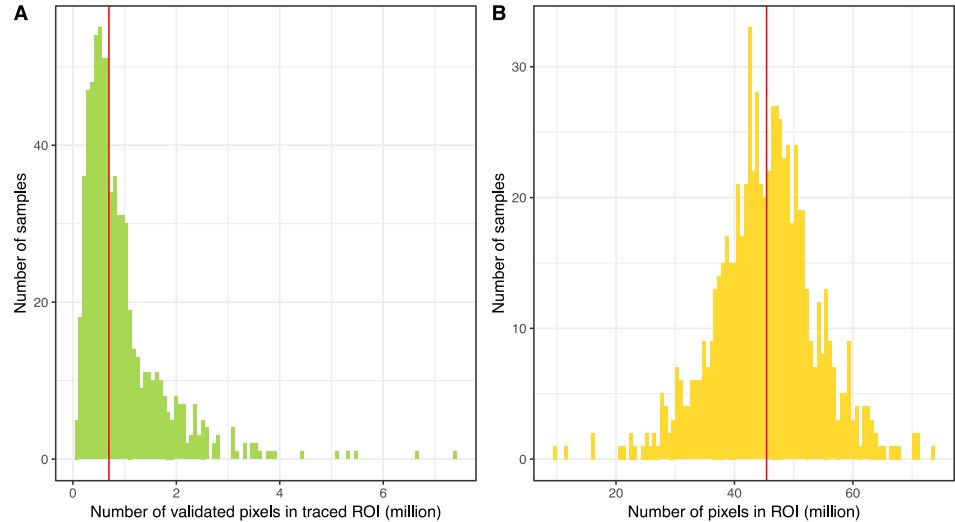 A
Number of samples
40
20
0
0
2
4
6
Number of validated pixels in traced ROI (million)
B
Number of samples
30
20
10
0
20
40
60
Number of pixels in ROI (million)